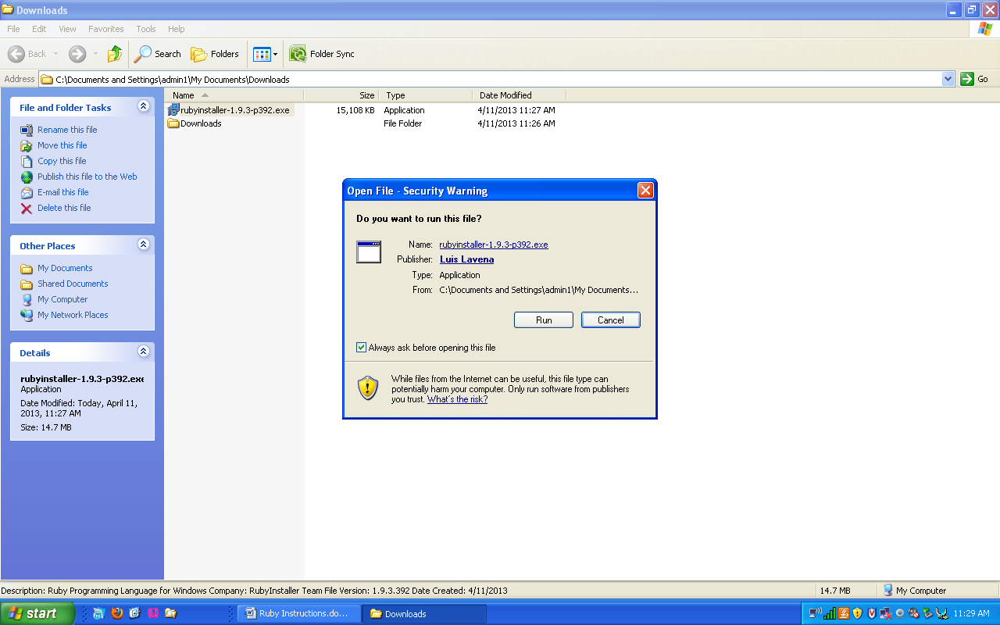 Downloads
File Edit View Favorites Tools Help
Back Search Folders Folder Sync
Address C:\Documents and Settings\admin1\My Documents\Downloads Go
File and Folder Tasks
Rename this file
Move this file
Copy this file
Publish this file to the Web
E-mail this file
Delete this file
Other Places
My Documents
Shared Documents
My Computer
My Network Places
Details
rubyinstaller-1.9.3-p392.exe
Application
Date Modified: Today, April 11,
2013, 11:27 AM
Size: 14.7 MB
Name Size Type Date Modified
rubyinstaller-1.9.3-p392.exe 15,108 KB Application 4/11/2013 11:27 AM
Downloads File Folder 4/11/2013 11:26 AM
Open File - Security Warning
Do you want to run this file?
Name: rubyinstaller-1.9.3-p392.exe
Publisher: Luis Lavena
Type: Application
From: C:\Documents and Settings\admin1\My Documents...
Run Cancel
Always ask before opening this file
While files from the Internet can be useful, this file type can
potentially harm your computer. Only run software from publishers
you trust. What's the risk?
Description: Ruby Programming Language for Windows Company: RubyInstaller Team File Version: 1.9.3.392 Date Created: 4/11/2013 14.7 MB My Computer
start Ruby Instructions.do... Downloads 11:29 AM